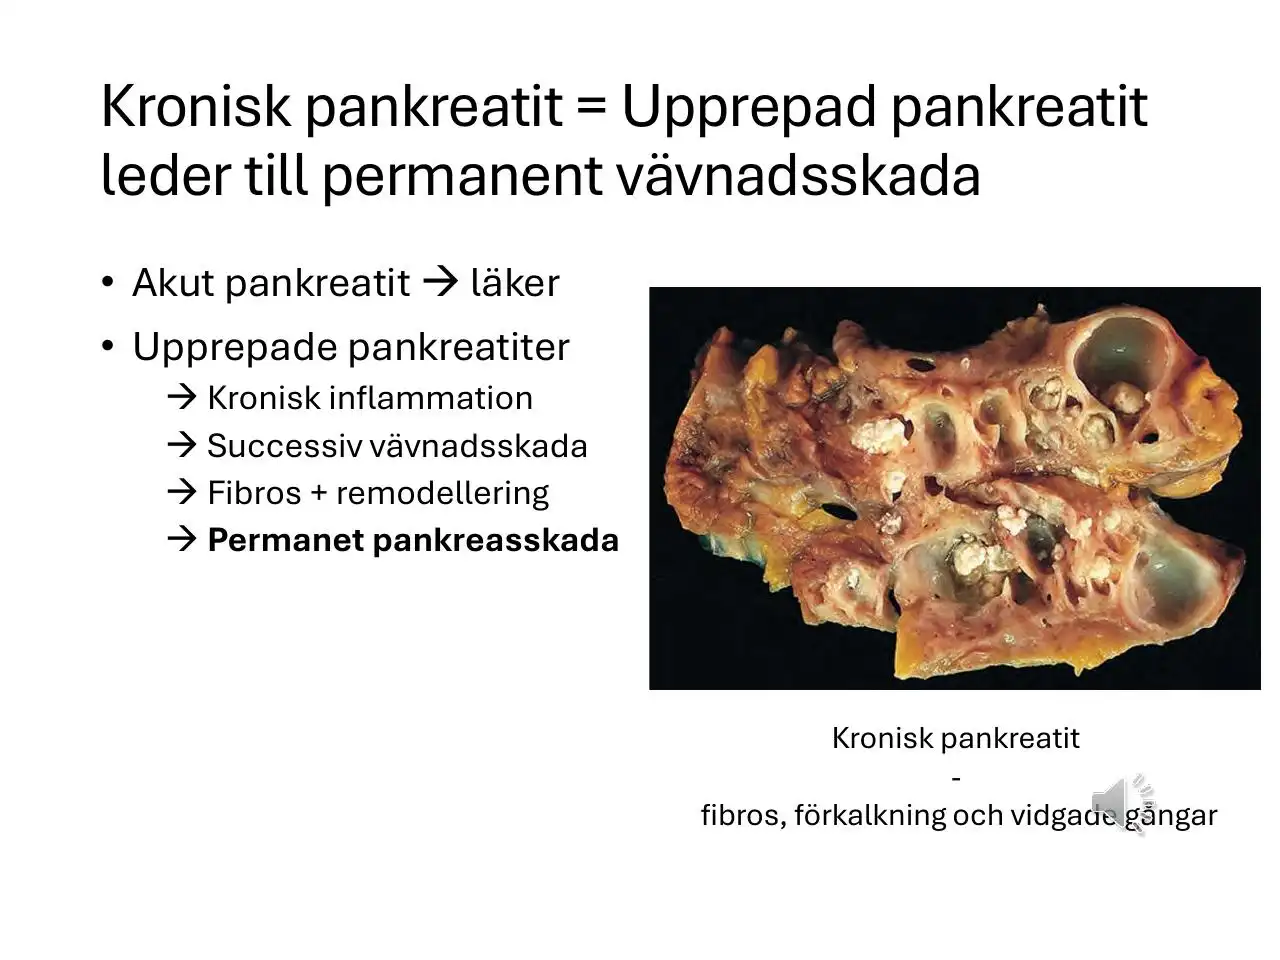 Kronisk pankreatit = Upprepad pankreatit
leder till permanent vävnadsskada
• Akut pankreatit → läker
• Upprepade pankreatiter
→ Kronisk inflammation
→ Successiv vävnadsskada
→ Fibros + remodellering
→ Permanet pankreasskada
Kronisk pankreatit
-
fibros, förkalkning och vidgade gångar